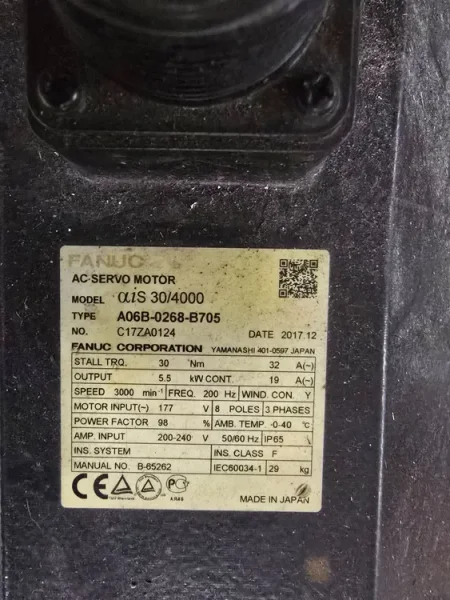 FANUC
AC SERVO MOTOR
MODEL αiS 30/4000
TYPE A06B-0268-B705
NO. C17ZA0124 DATE 2017.12
FANUC CORPORATION YAMANASHI 401-0597 JAPAN
STALL TRQ. 30 Nm 32 A(~)
OUTPUT 5.5 kW CONT. 19 A(~)
SPEED 3000 min⁻¹ FREQ. 200 Hz WIND. CON. Y
MOTOR INPUT(~) 177 V 8 POLES 3 PHASES
POWER FACTOR 98 % AMB. TEMP. -0-40 ℃
AMP. INPUT 200-240 V 50/60 Hz IP65
INS. SYSTEM INS. CLASS F
MANUAL NO. B-65262 IEC60034-1 29 kg
CE
MADE IN JAPAN